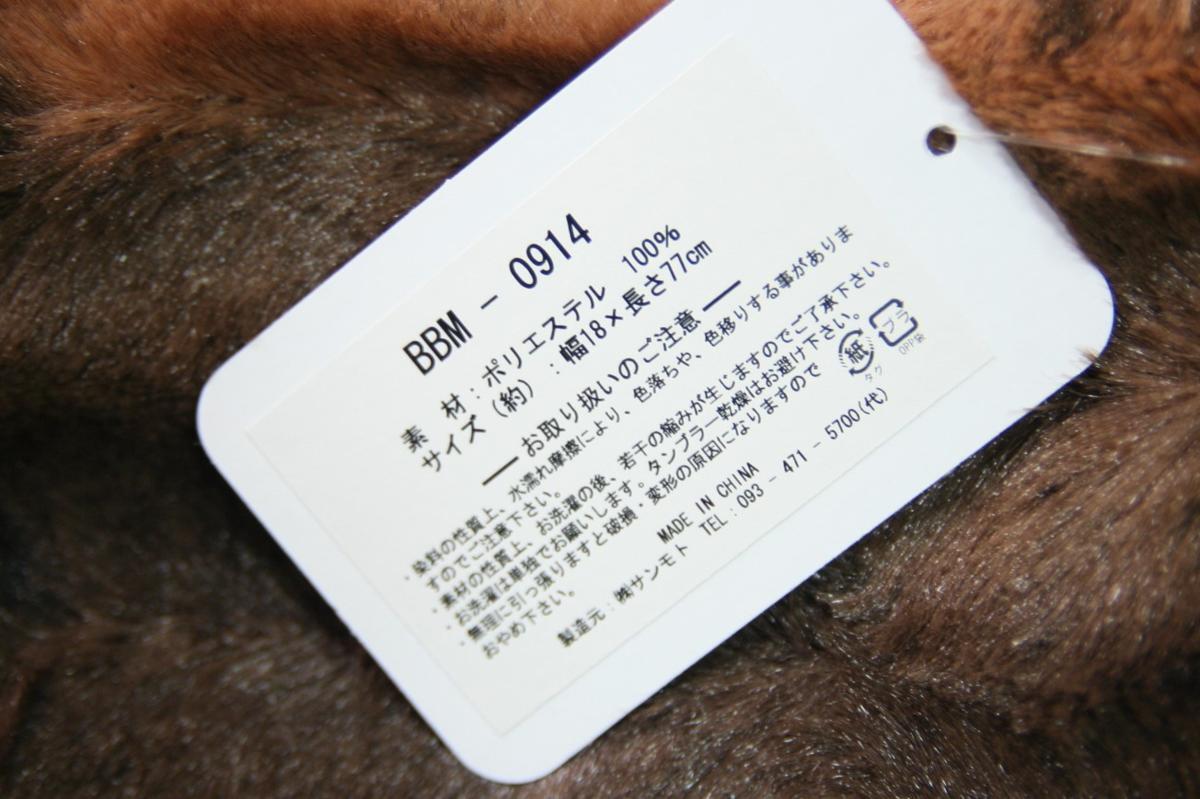 BBM - 0914
素　材：ポリエステル　100%
サイズ（約）：幅18×長さ77cm
お取り扱いのご注意
・染料の性質上、水濡れ摩擦により、色落ちや、色移りする事がありま
すのでご注意下さい。
・素材の性質上、お洗濯の後、若干の縮みが生じますのでご了承下さい。
・お洗濯は単独でお願いします。タンブラー乾燥はお避け下さい。
・無理に引っ張りますと破損・変形の原因になりますので
おやめ下さい。
紙
タグ
プラ
OPP袋
MADE IN CHINA
製造元：㈱サンモト　TEL：093 - 471 - 5700(代)